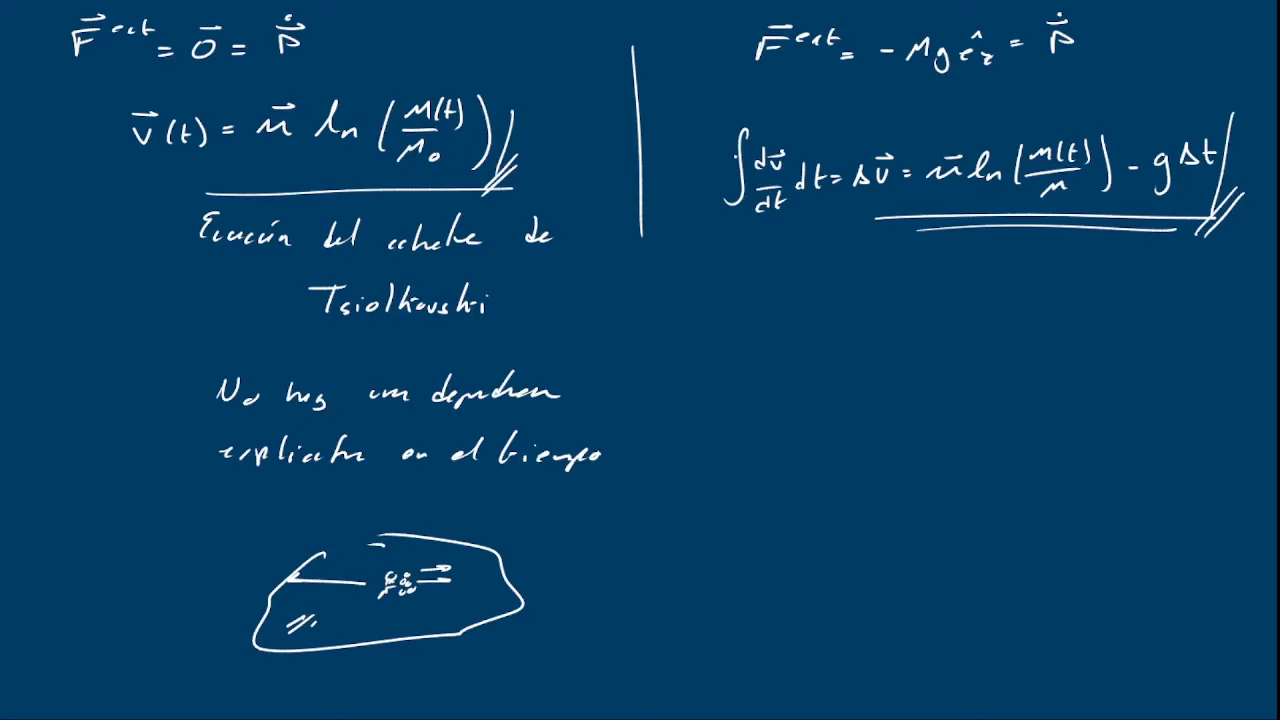 F⃗^ext = 0⃗ = P⃗̇
v⃗(t) = u⃗ ln (M(t)/M₀)
Ecuación del cohete de
Tsiolkovski
No hay una dependencia
explicita en el tiempo
F⃗^ext = - Mg ê_z = P⃗̇
∫ dv⃗/dt dt = Δv⃗ = u⃗ ln (M(t)/M) - gΔt